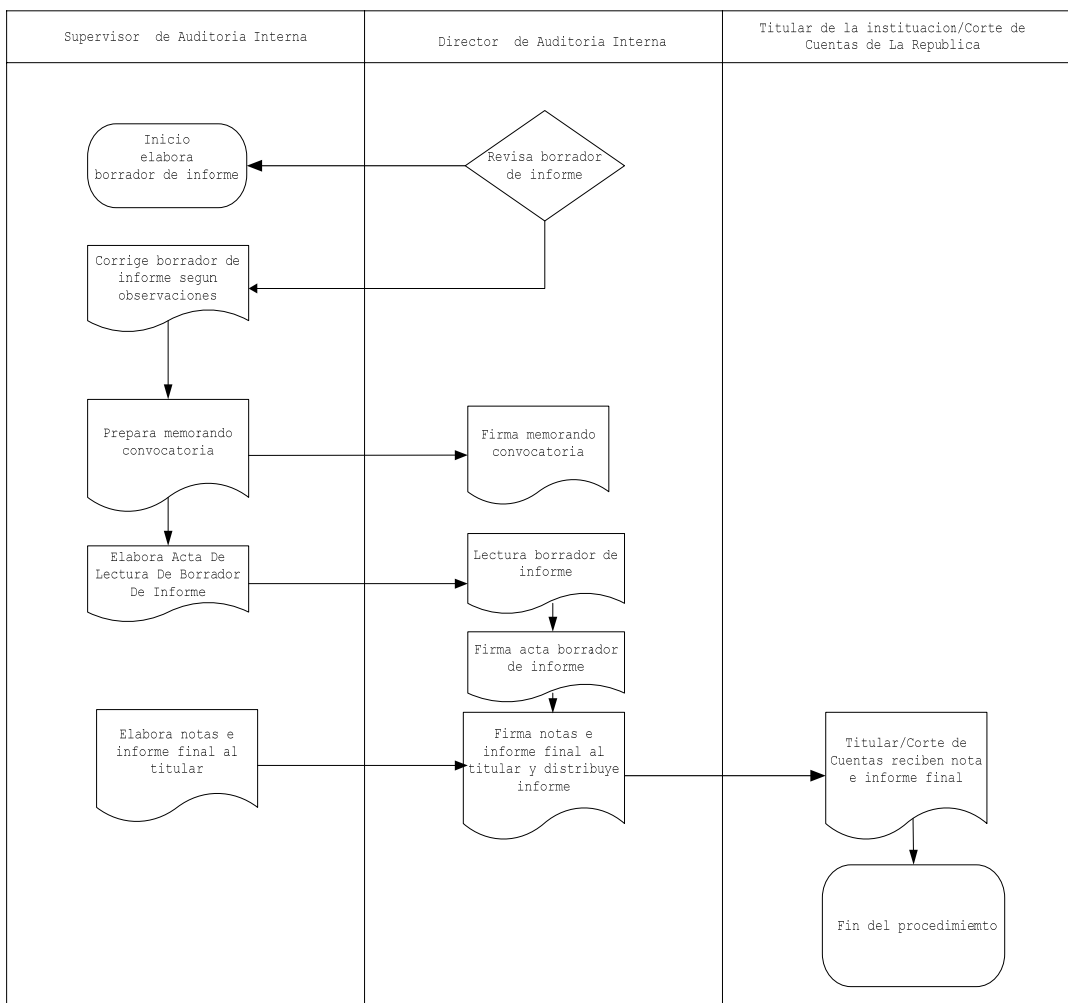 Supervisor de Auditoria Interna
Director de Auditoria Interna
Titular de la instituacion/Corte de
Cuentas de La Republica
Inicio
elabora
borrador de informe
Revisa borrador
de informe
Corrige borrador de
informe segun
observaciones
Prepara memorando
convocatoria
Firma memorando
convocatoria
Elabora Acta De
Lectura De Borrador
De Informe
Lectura borrador de
informe
Firma acta borrador
de informe
Elabora notas e
informe final al
titular
Firma notas e
informe final al
titular y distribuye
informe
Titular/Corte de
Cuentas reciben nota
e informe final
Fin del procedimiemto